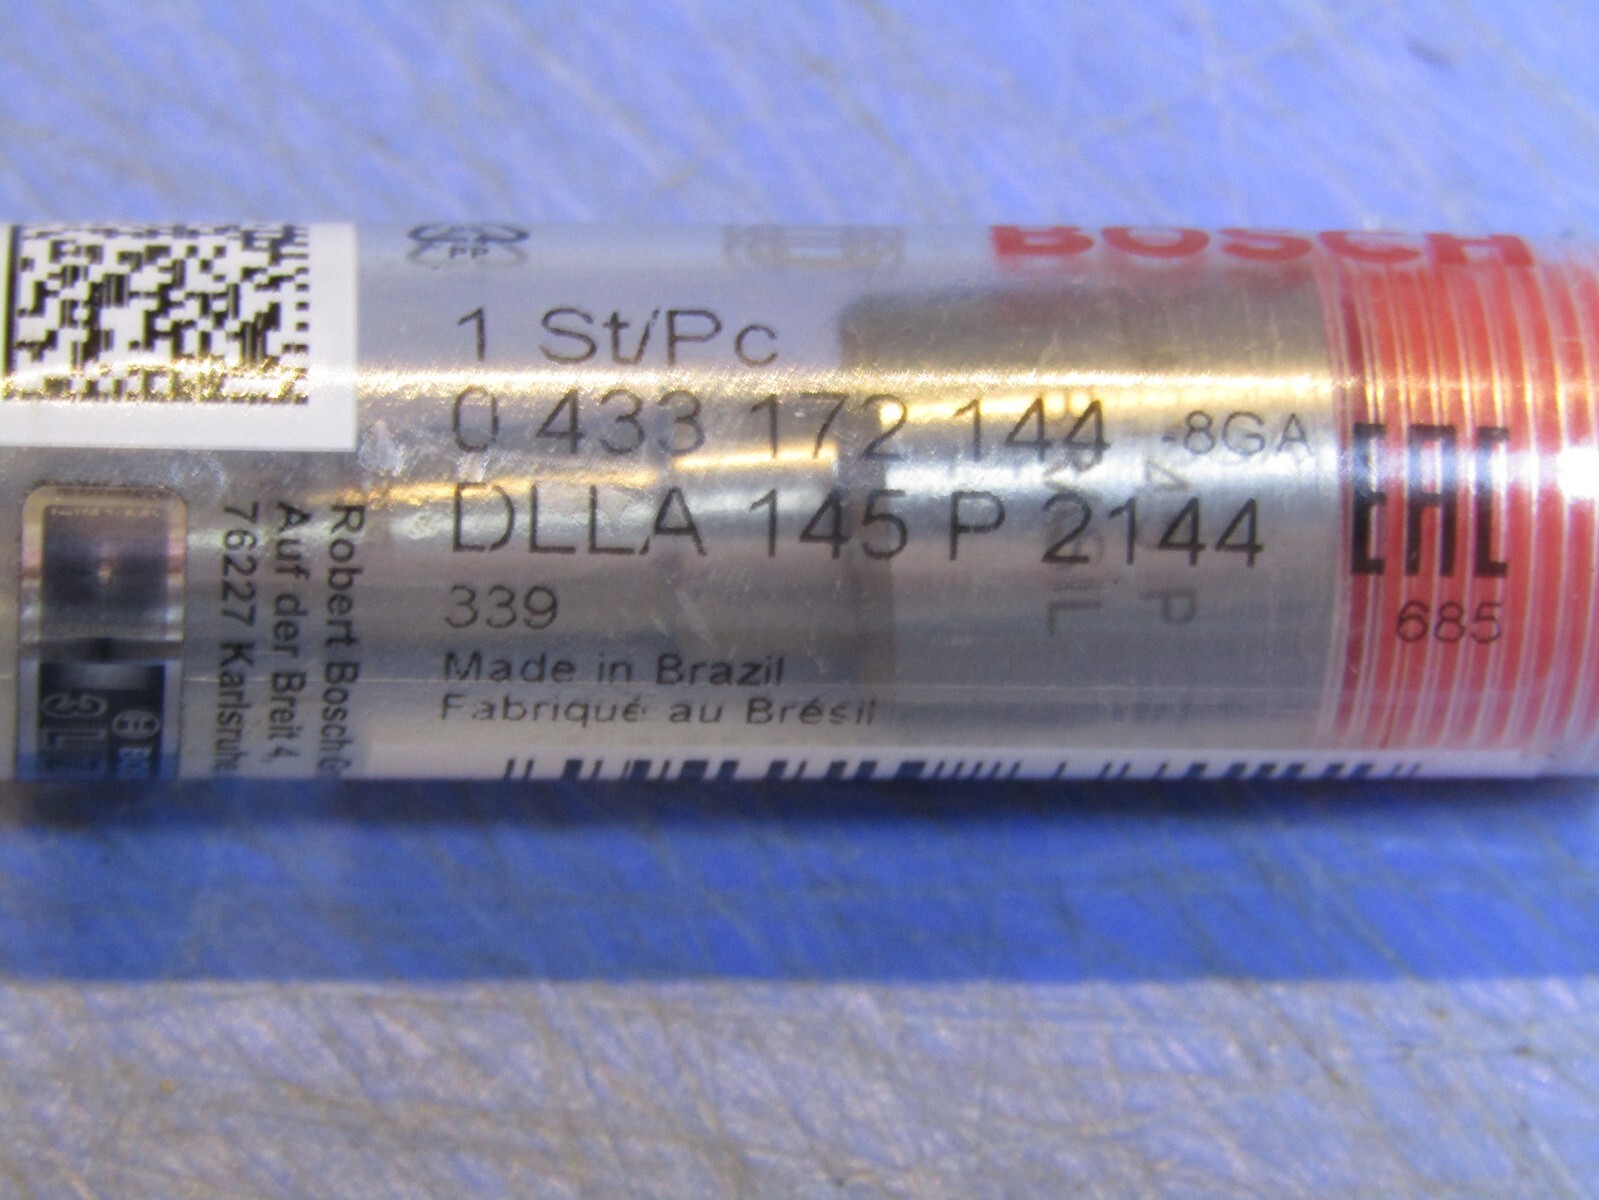 BOSCH
1 St/Pc
0 433 172 144 -8GA
DLLA 145 P 2144
339
Made in Brazil
Fabriqué au Brésil
EAC
685
Robert Bosch G
Auf der Breit 4,
76227 Karlsruhe